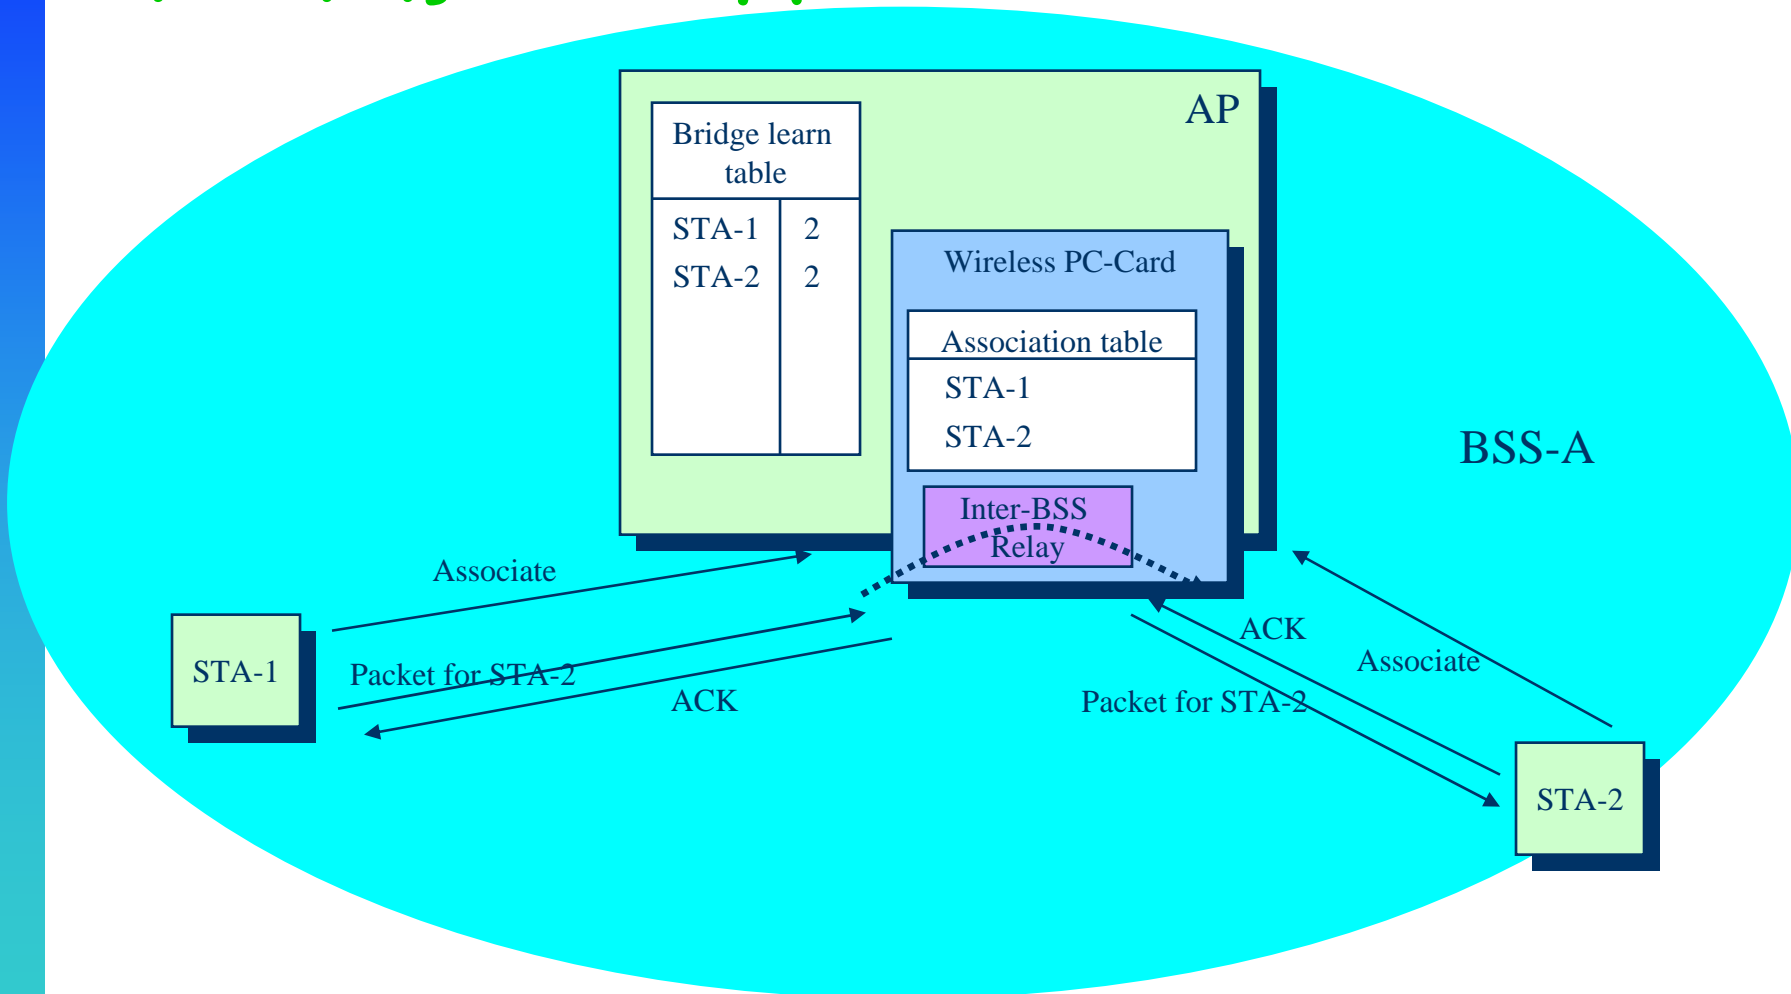 AP
Bridge learn
table
STA-1 2
STA-2 2
Wireless PC-Card
Association table
STA-1
STA-2
BSS-A
Inter-BSS
Relay
Associate
STA-1
Packet for STA-2
ACK
ACK
Associate
Packet for STA-2
STA-2